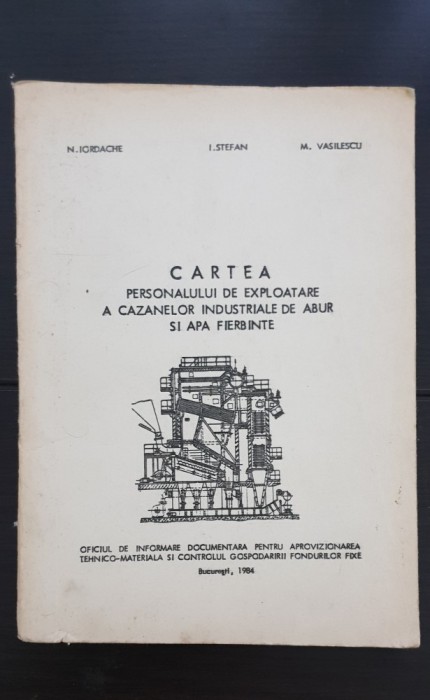 N.IORDACHE I.STEFAN M. VASILESCU
CARTEA
PERSONALULUI DE EXPLOATARE
A CAZANELOR INDUSTRIALE DE ABUR
SI APA FIERBINTE
OFICIUL DE INFORMARE DOCUMENTARA PENTRU APROVIZIONAREA
TEHNICO-MATERIALA SI CONTROLUL GOSPODARIRII FONDURILOR FIXE
București, 1984